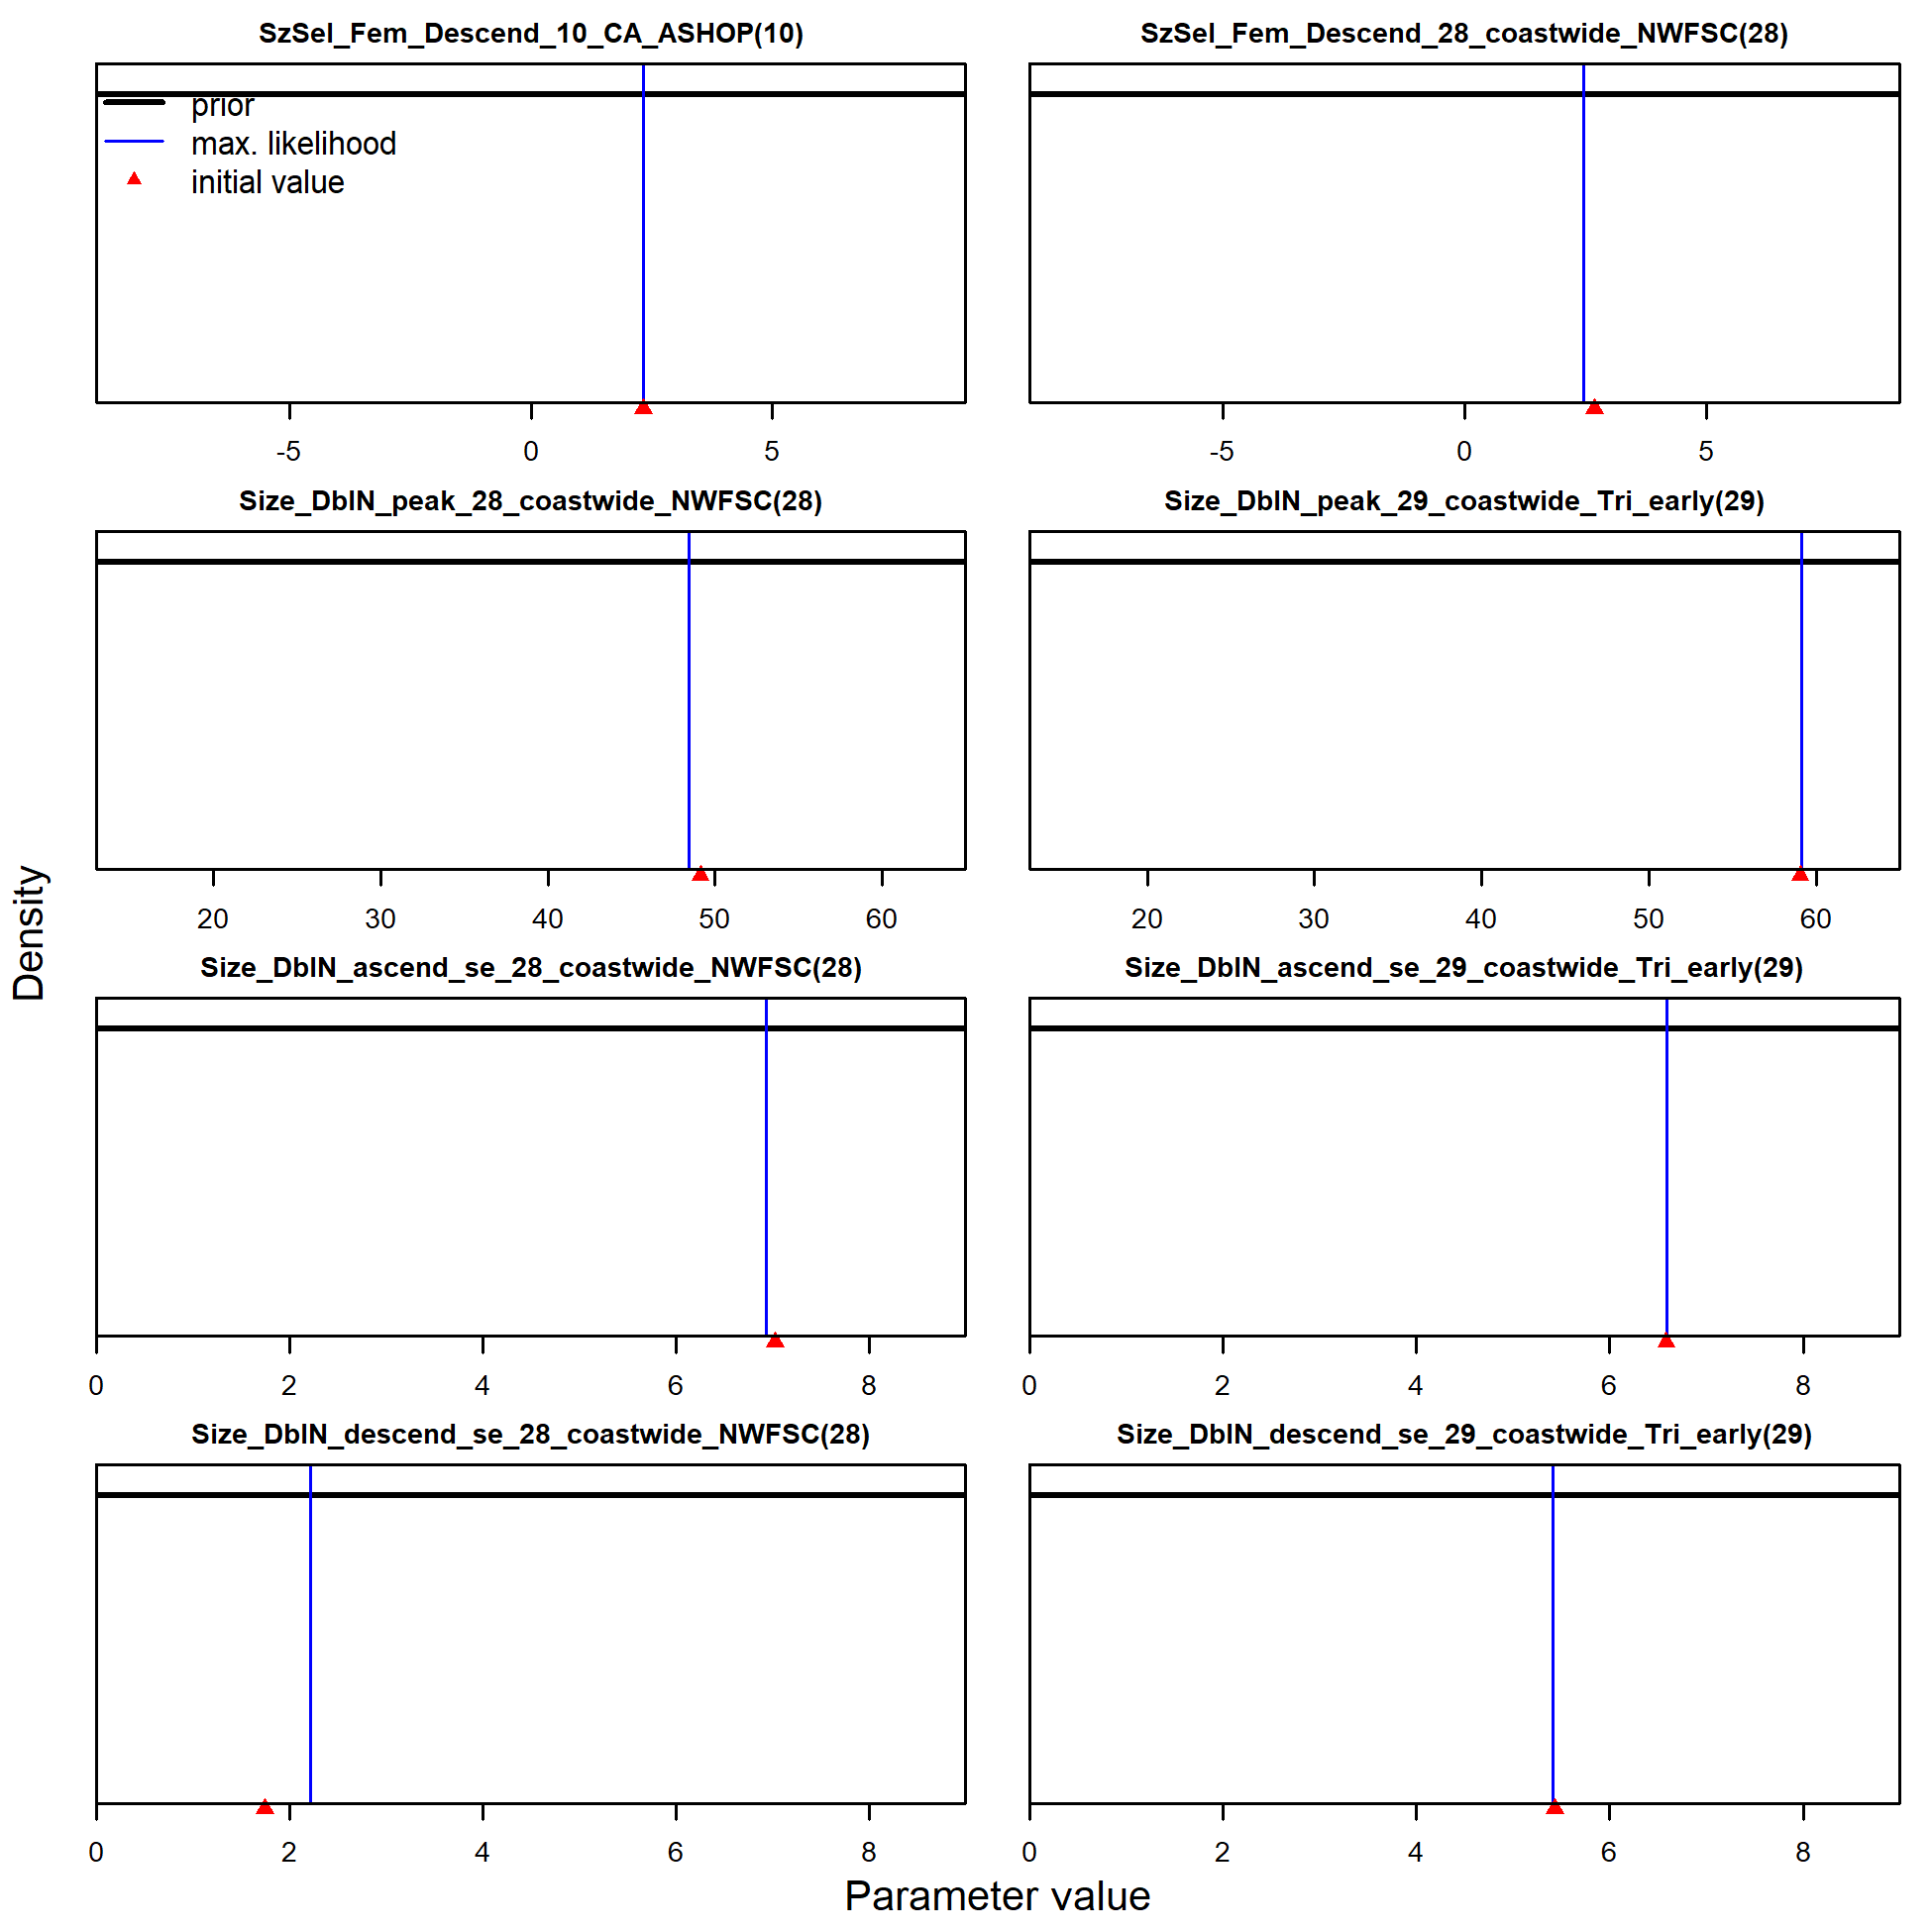 SzSel_Fem_Descend_10_CA_ASHOP(10)
SzSel_Fem_Descend_28_coastwide_NWFSC(28)
prior
max. likelihood
initial value
-5 0 5
-5 0 5
Size_DblN_peak_28_coastwide_NWFSC(28)
Size_DblN_peak_29_coastwide_Tri_early(29)
20 30 40 50 60
20 30 40 50 60
Size_DblN_ascend_se_28_coastwide_NWFSC(28)
Size_DblN_ascend_se_29_coastwide_Tri_early(29)
0 2 4 6 8
0 2 4 6 8
Size_DblN_descend_se_28_coastwide_NWFSC(28)
Size_DblN_descend_se_29_coastwide_Tri_early(29)
0 2 4 6 8
0 2 4 6 8
Density
Parameter value